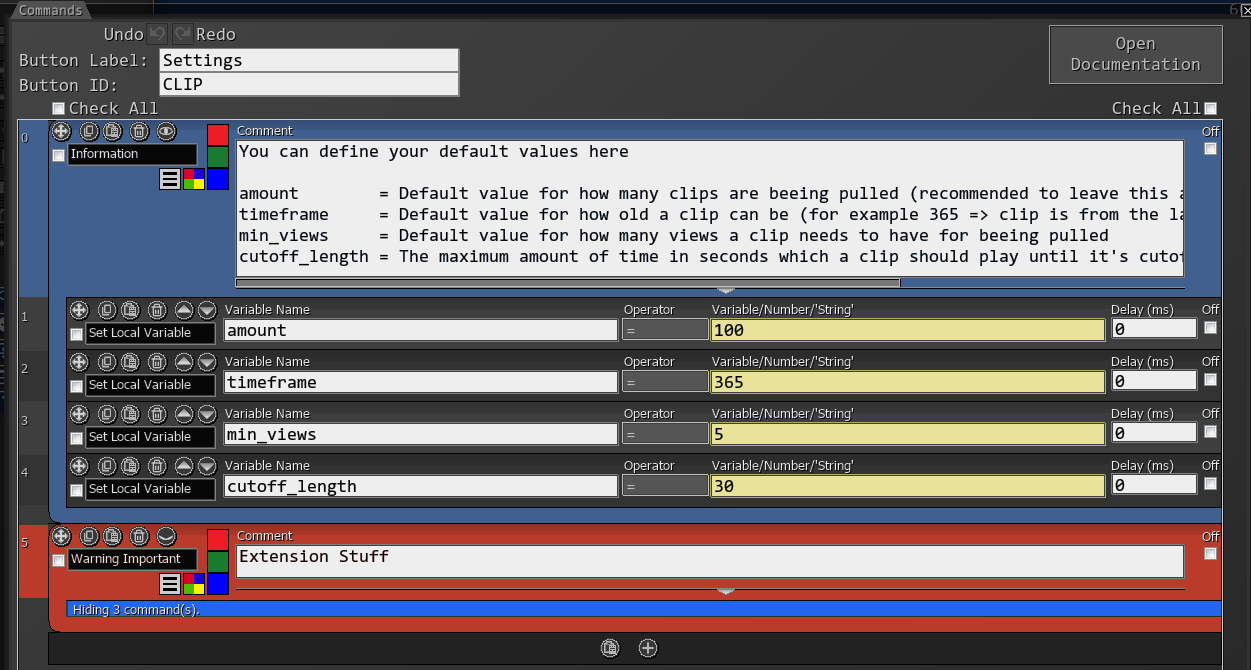 Commands
Undo Redo
Button Label: Settings
Button ID: CLIP
Open
Documentation
Check All
Check All
0
Comment
Off
Information
You can define your default values here
amount = Default value for how many clips are beeing pulled (recommended to leave this
timeframe = Default value for how old a clip can be (for example 365 => clip is from the
min_views = Default value for how many views a clip needs to have for beeing pulled
cutoff_length = The maximum amount of time in seconds which a clip should play until it's
1
Variable Name Operator Variable/Number/'String' Delay (ms) Off
Set Local Variable amount = 100 0
2
Variable Name Operator Variable/Number/'String' Delay (ms) Off
Set Local Variable timeframe = 365 0
3
Variable Name Operator Variable/Number/'String' Delay (ms) Off
Set Local Variable min_views = 5 0
4
Variable Name Operator Variable/Number/'String' Delay (ms) Off
Set Local Variable cutoff_length = 30 0
5
Comment
Off
Warning Important
Extension Stuff
Hiding 3 command(s).